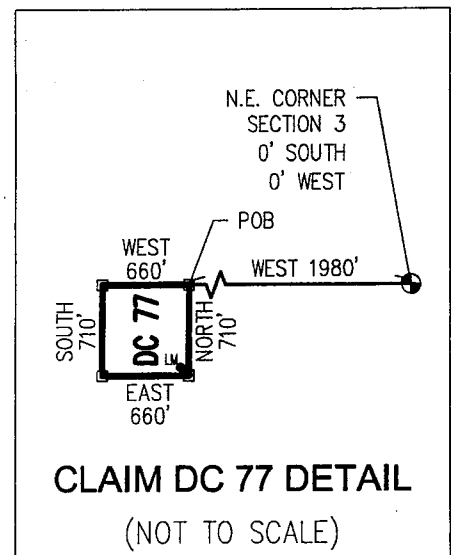 N.E. CORNER
SECTION 3
0' SOUTH
0' WEST
POB
WEST
660'
WEST 1980'
SOUTH
710'
DC 77
LM
NORTH
710'
EAST
660'
CLAIM DC 77 DETAIL
(NOT TO SCALE)